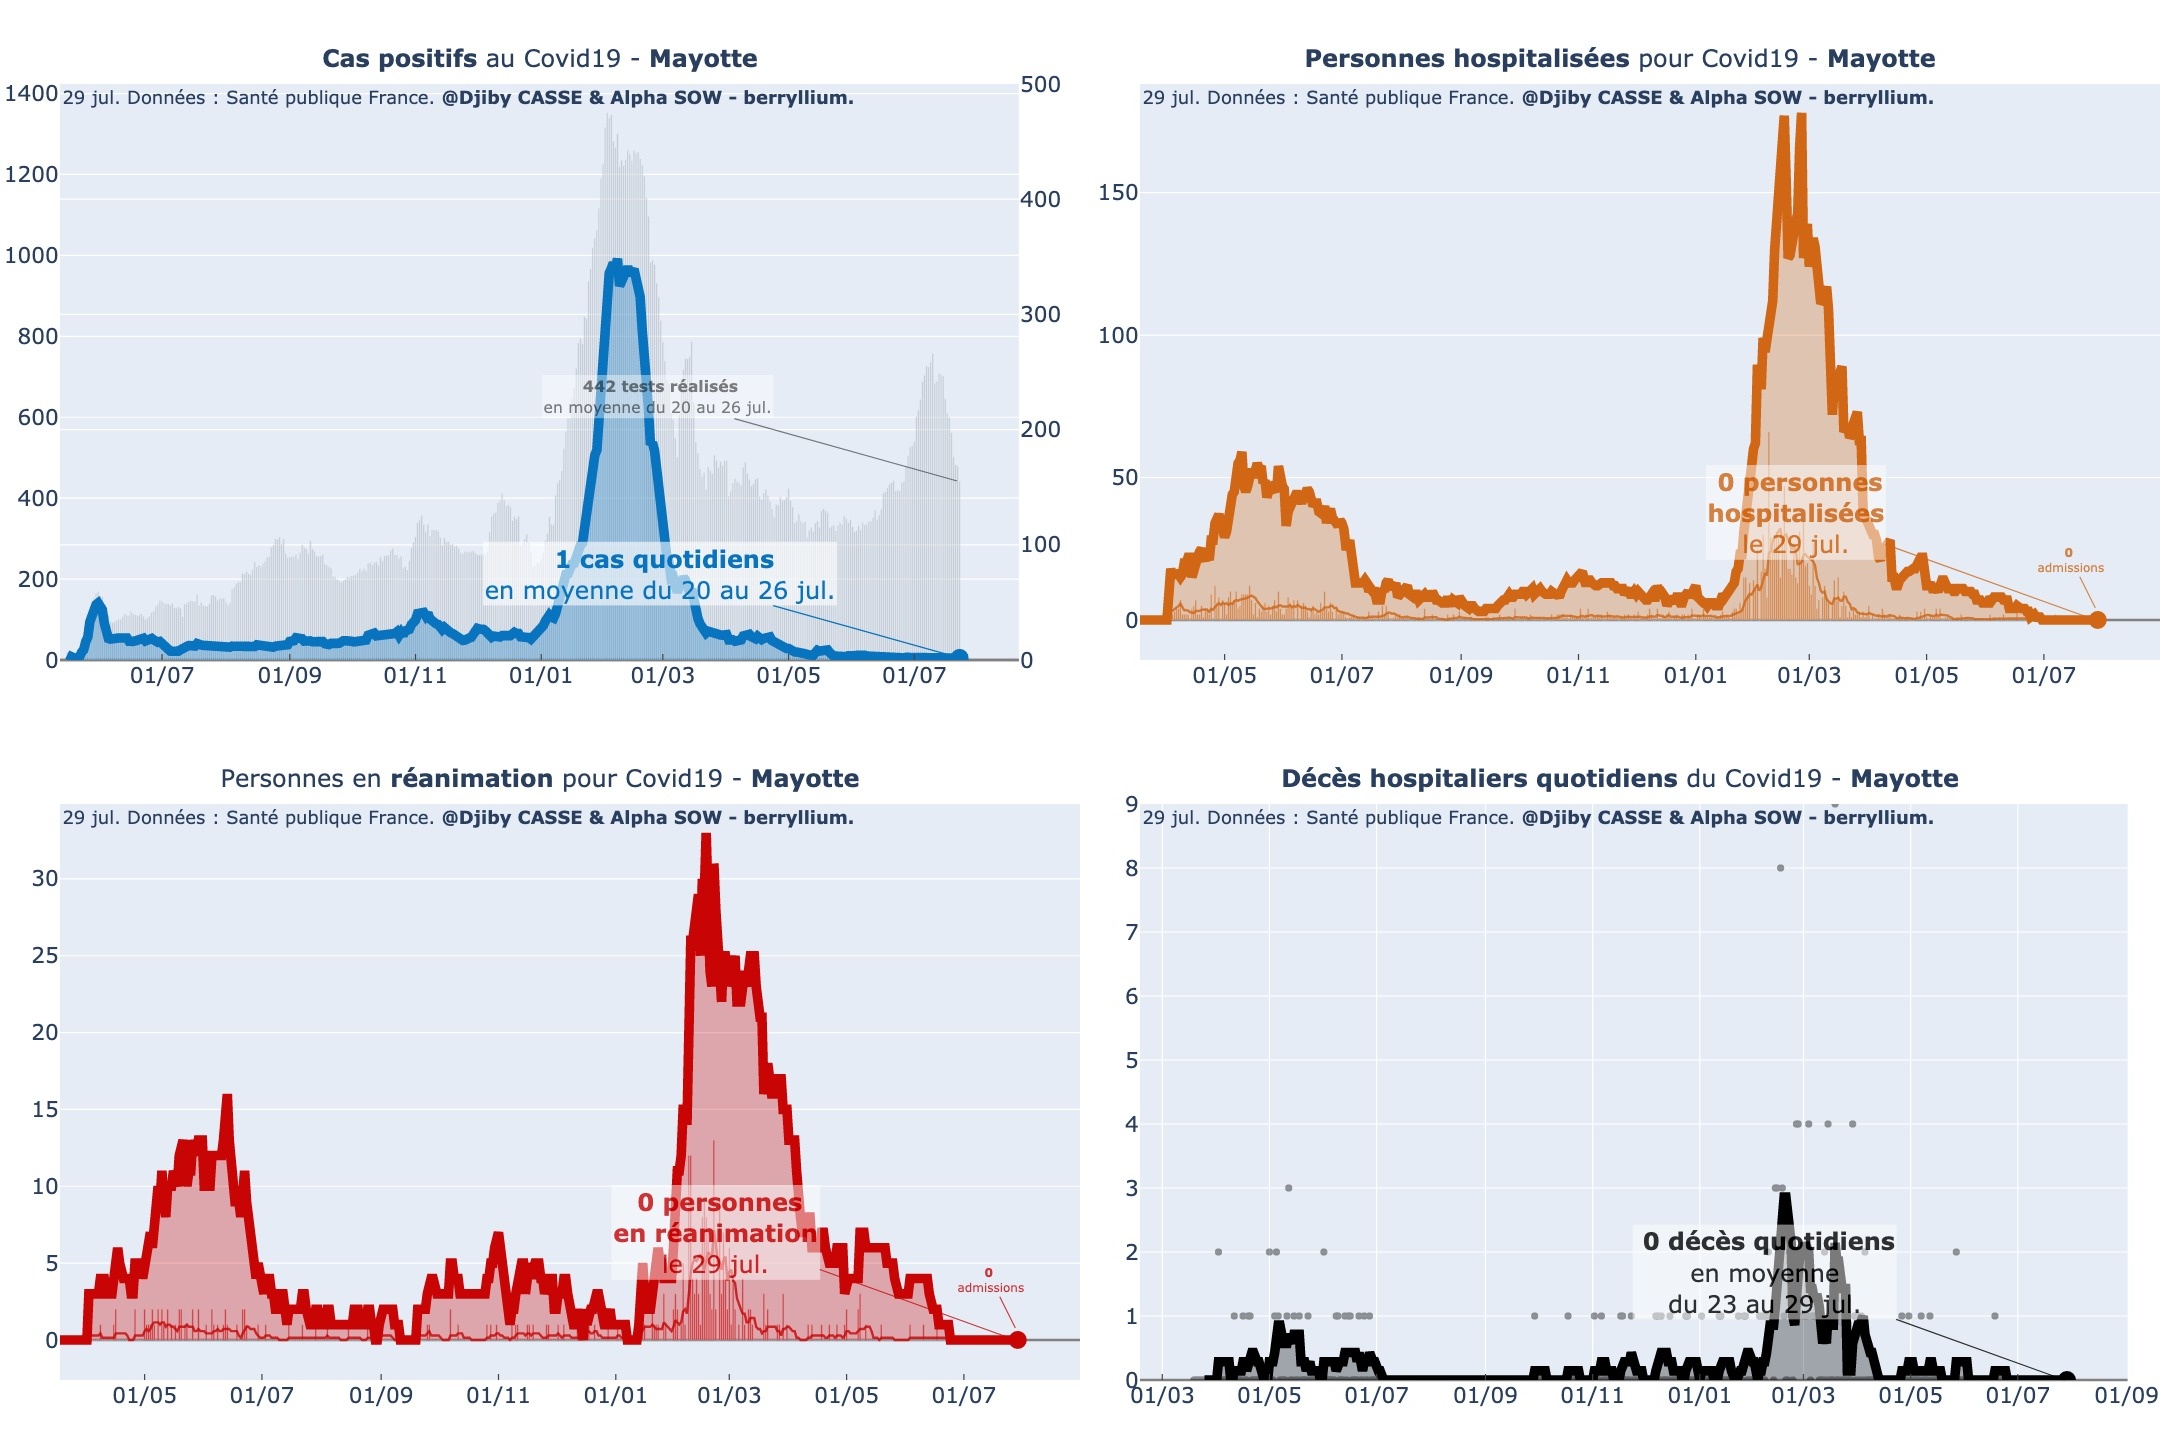 Cas positifs au Covid19 - Mayotte
29 jul. Données : Santé publique France. @Djiby CASSE & Alpha SOW - berryllium.
1400
1200
1000
800
600
400
200
0
500
400
300
200
100
0
442 tests réalisés
en moyenne du 20 au 26 jul.
1 cas quotidiens
en moyenne du 20 au 26 jul.
01/07 01/09 01/11 01/01 01/03 01/05 01/07
Personnes hospitalisées pour Covid19 - Mayotte
29 jul. Données : Santé publique France. @Djiby CASSE & Alpha SOW - berryllium.
150
100
50
0
0 personnes
hospitalisées
le 29 jul.
0
admissions
01/05 01/07 01/09 01/11 01/01 01/03 01/05 01/07
Personnes en réanimation pour Covid19 - Mayotte
29 jul. Données : Santé publique France. @Djiby CASSE & Alpha SOW - berryllium.
30
25
20
15
10
5
0
0 personnes
en réanimation
le 29 jul.
0
admissions
01/05 01/07 01/09 01/11 01/01 01/03 01/05 01/07
Décès hospitaliers quotidiens du Covid19 - Mayotte
29 jul. Données : Santé publique France. @Djiby CASSE & Alpha SOW - berryllium.
9
8
7
6
5
4
3
2
1
0
0 décès quotidiens
en moyenne
du 23 au 29 jul.
01/03 01/05 01/07 01/09 01/11 01/01 01/03 01/05 01/07 01/09